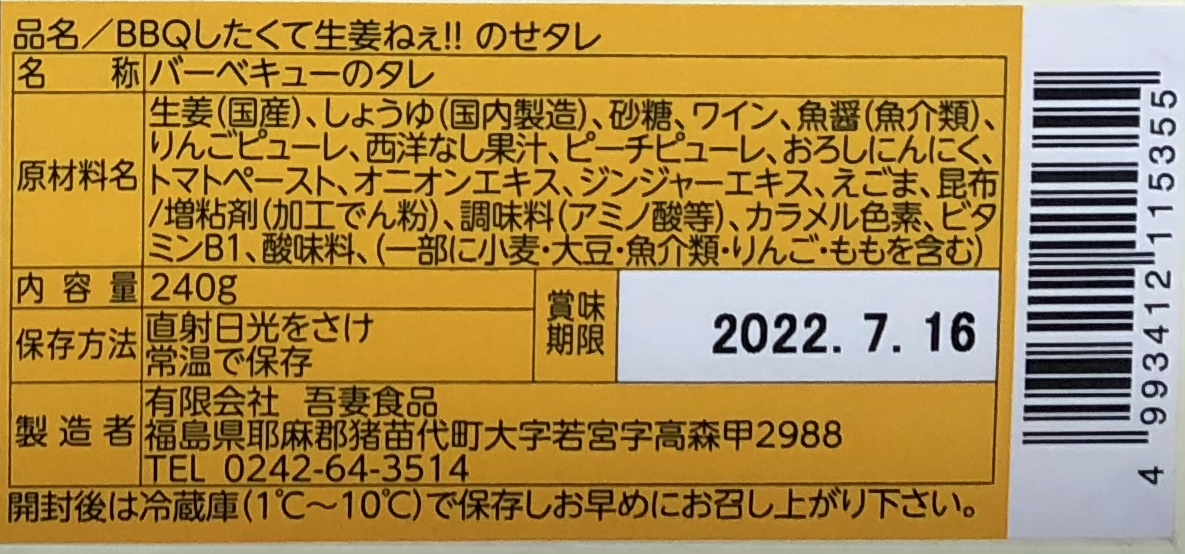 品名／BBQしたくて生姜ねぇ!! のせタレ
名称 バーベキューのタレ
原材料名 生姜(国産)、しょうゆ(国内製造)、砂糖、ワイン、魚醤(魚介類)、
りんごピューレ、西洋なし果汁、ピーチピューレ、おろしにんにく、
トマトペースト、オニオンエキス、ジンジャーエキス、えごま、昆布
/増粘剤(加工でん粉)、調味料(アミノ酸等)、カラメル色素、ビタ
ミンB1、酸味料、(一部に小麦・大豆・魚介類・りんご・ももを含む)
内容量 240g
保存方法 直射日光をさけ
常温で保存
賞味
期限
2022. 7. 16
製造者 有限会社 吾妻食品
福島県耶麻郡猪苗代町大字若宮字高森甲2988
TEL 0242-64-3514
開封後は冷蔵庫(1℃～10℃)で保存しお早めにお召し上がり下さい。
4 993412 115355